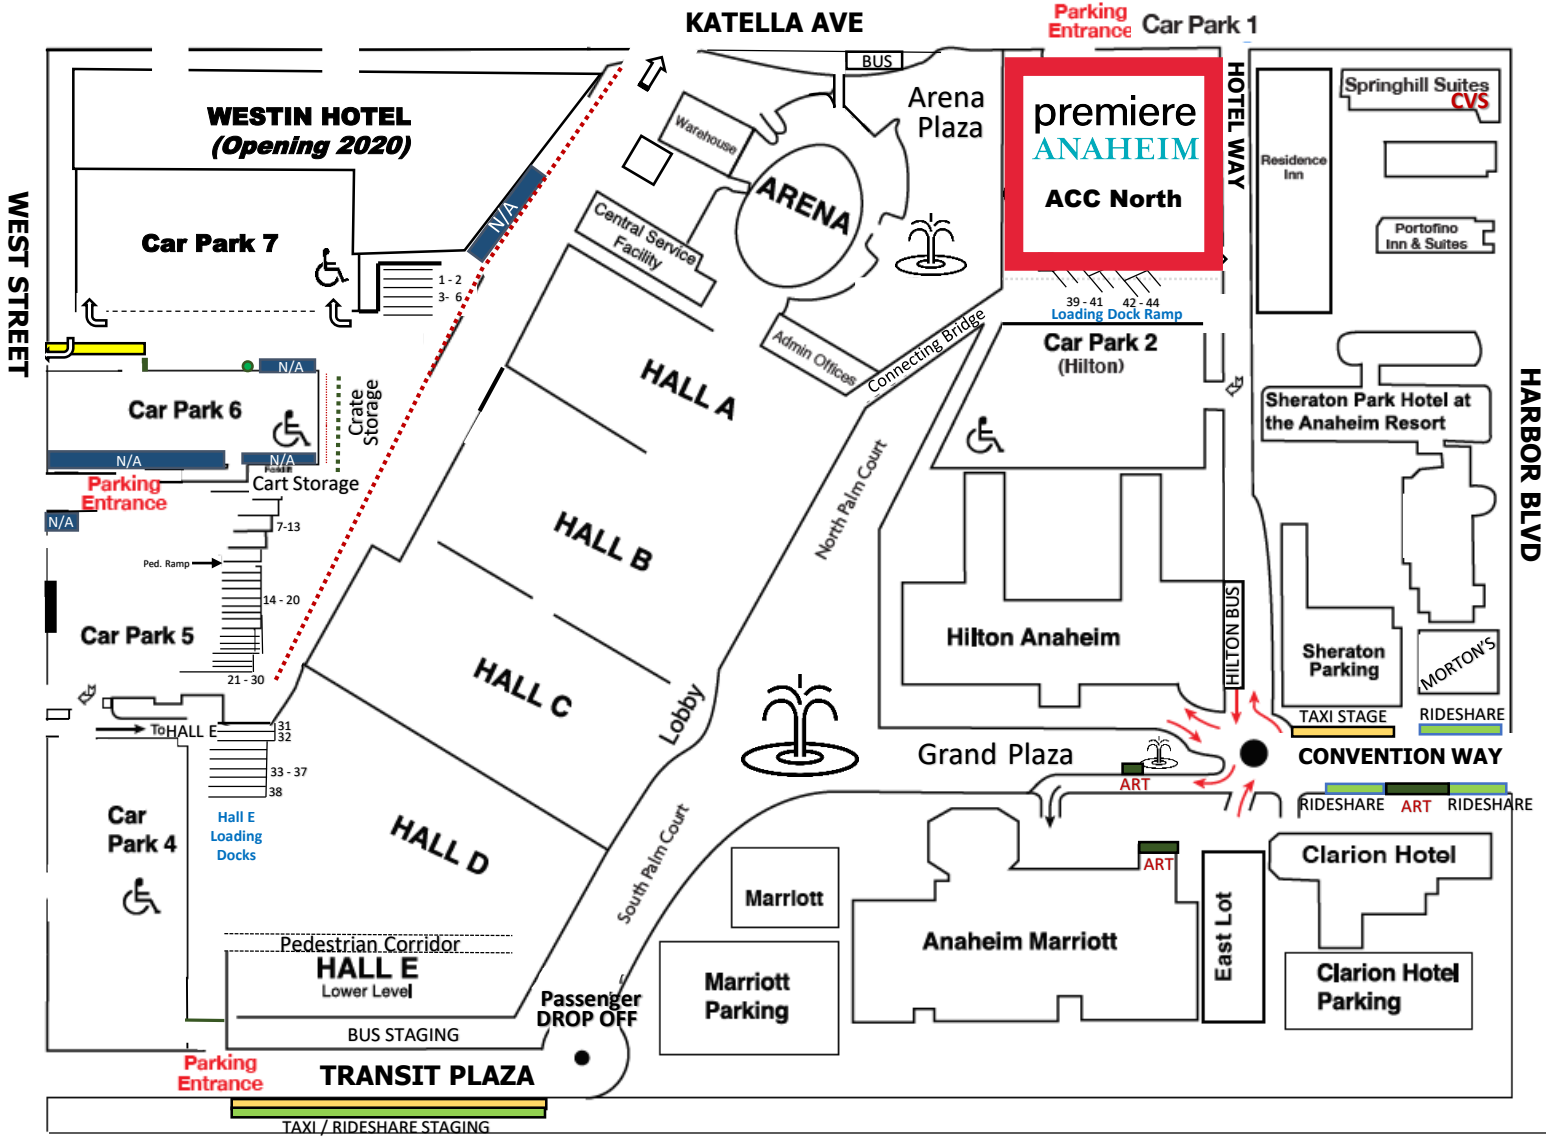 KATELLA AVE
Parking
Entrance
Car Park 1
BUS
HOTEL WAY
Springhill Suites
CVS
WESTIN HOTEL
(Opening 2020)
Warehouse
Arena
Plaza
premiere
ANAHEIM
ACC North
Residence
Inn
WEST STREET
Car Park 7
N/A
ARENA
Central Service
Facility
Portofino
Inn & Suites
1 - 2
3- 6
39 - 41
42 - 44
Loading Dock Ramp
Admin Offices
Connecting Bridge
Car Park 2
(Hilton)
N/A
Car Park 6
Crate
Storage
HALL A
Sheraton Park Hotel at
the Anaheim Resort
HARBOR BLVD
N/A
N/A
Forklift
Cart Storage
Parking
Entrance
N/A
7-13
North Palm Court
HALL B
Ped. Ramp
14 - 20
Car Park 5
21 - 30
HILTON BUS
Hilton Anaheim
Sheraton
Parking
MORTON'S
HALL C
Lobby
To HALL E
31
32
33 - 37
38
TAXI STAGE
RIDESHARE
Grand Plaza
CONVENTION WAY
ART
RIDESHARE
ART
RIDESHARE
Hall E
Loading
Docks
Car
Park 4
HALL D
South Palm Court
ART
Clarion Hotel
Marriott
Anaheim Marriott
East Lot
Pedestrian Corridor
HALL E
Lower Level
Marriott
Parking
Clarion Hotel
Parking
Passenger
DROP OFF
BUS STAGING
Parking
Entrance
TRANSIT PLAZA
TAXI / RIDESHARE STAGING